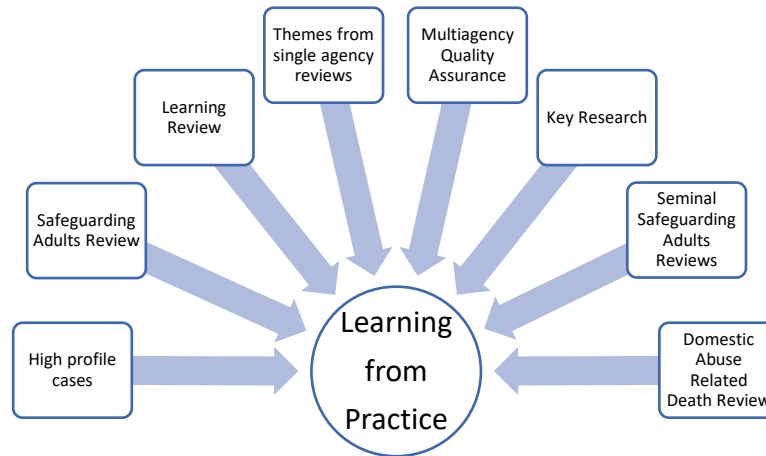 Themes from
single agency
reviews
Multiagency
Quality
Assurance
Learning
Review
Key Research
Safeguarding
Adults Review
Seminal
Safeguarding
Adults
Reviews
High profile
cases
Learning
from
Practice
Domestic
Abuse
Related
Death Review